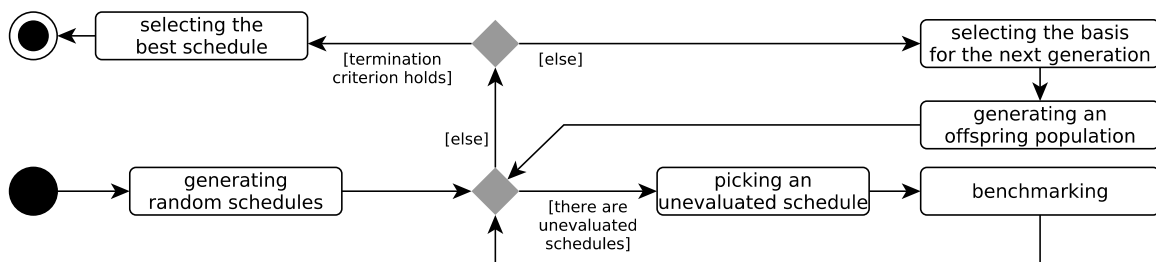 selecting the
best schedule
[termination
criterion holds]
[else]
selecting the basis
for the next generation
generating an
offspring population
[else]
generating
random schedules
[there are
unevaluated
schedules]
picking an
unevaluated schedule
benchmarking